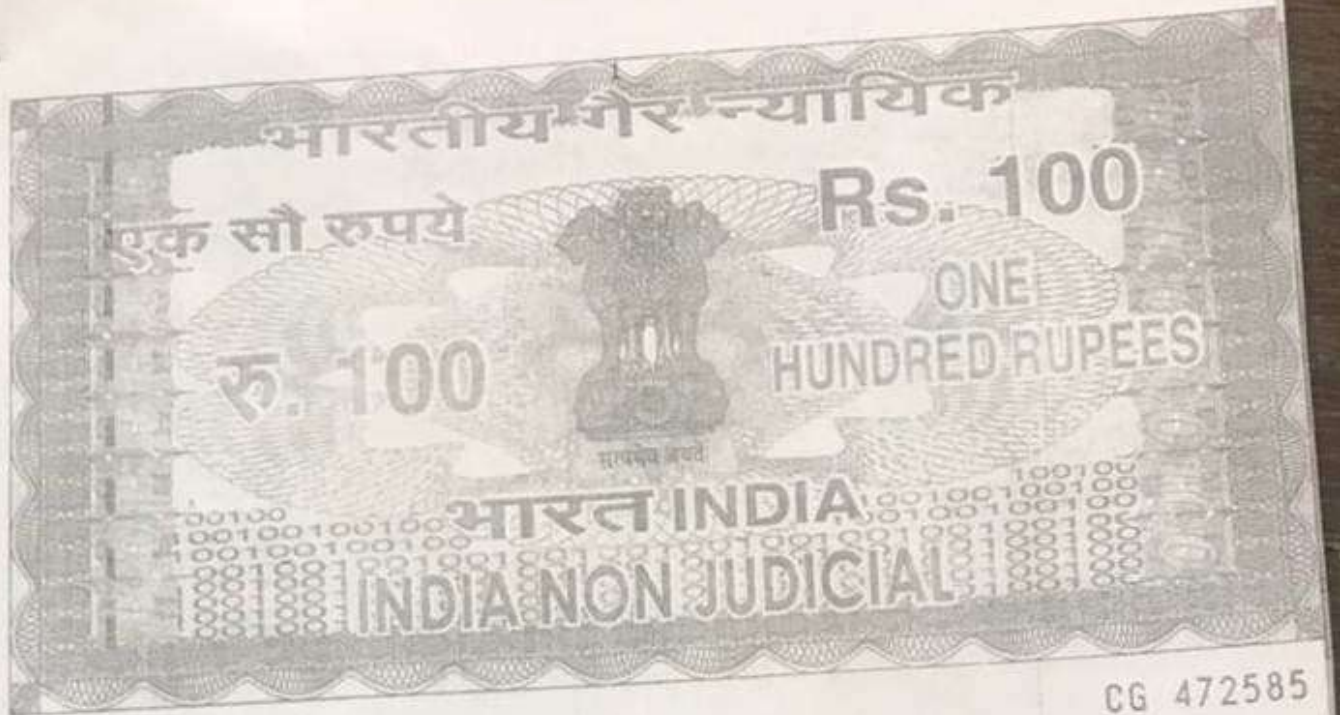 भारतीय गैर न्यायिक
एक सौ रुपये
Rs. 100
रु. 100
ONE
HUNDRED RUPEES
सत्यमेव जयते
भारत INDIA
INDIA NON JUDICIAL
CG 472585